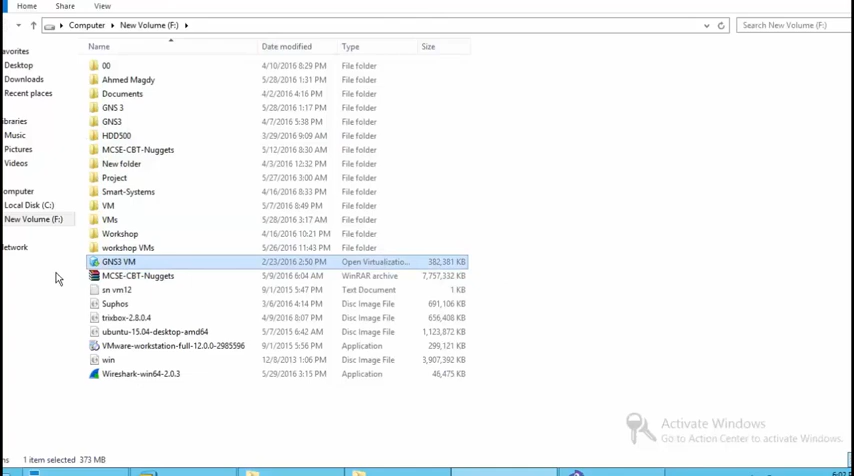 Home Share View
Computer New Volume (F:) Search New Volume (F:)
Name Date modified Type Size
avorites
Desktop
Downloads
Recent places
ibraries
Music
Pictures
Videos
omputer
Local Disk (C:)
New Volume (F:)
etwork
00 4/10/2016 8:29 PM File folder
Ahmed Magdy 5/28/2016 1:31 PM File folder
Documents 4/2/2016 4:16 PM File folder
GNS 3 5/28/2016 1:17 PM File folder
GNS3 4/7/2016 5:38 PM File folder
HDD500 3/29/2016 9:09 AM File folder
MCSE-CBT-Nuggets 5/12/2016 8:30 AM File folder
New folder 4/3/2016 12:32 PM File folder
Project 5/27/2016 3:00 AM File folder
Smart-Systems 4/16/2016 8:33 PM File folder
VM 5/7/2016 8:49 PM File folder
VMs 5/28/2016 3:17 AM File folder
Workshop 4/16/2016 10:21 PM File folder
workshop VMs 5/26/2016 11:43 PM File folder
GNS3 VM 2/23/2016 2:50 PM Open Virtualizatio... 382,381 KB
MCSE-CBT-Nuggets 5/9/2016 6:04 AM WinRAR archive 7,757,332 KB
sn vm12 9/1/2015 5:47 PM Text Document 1 KB
Suphos 3/6/2016 4:14 PM Disc Image File 691,106 KB
trixbox-2.8.0.4 4/9/2016 8:07 PM Disc Image File 656,408 KB
ubuntu-15.04-desktop-amd64 5/7/2015 6:42 AM Disc Image File 1,123,872 KB
VMware-workstation-full-12.0.0-2985596 9/1/2015 5:56 PM Application 299,121 KB
win 12/8/2013 1:06 PM Disc Image File 3,907,392 KB
Wireshark-win64-2.0.3 5/29/2016 3:15 PM Application 46,475 KB
Activate Windows
Go to Action Center to activate Windows.
ms 1 item selected 373 MB